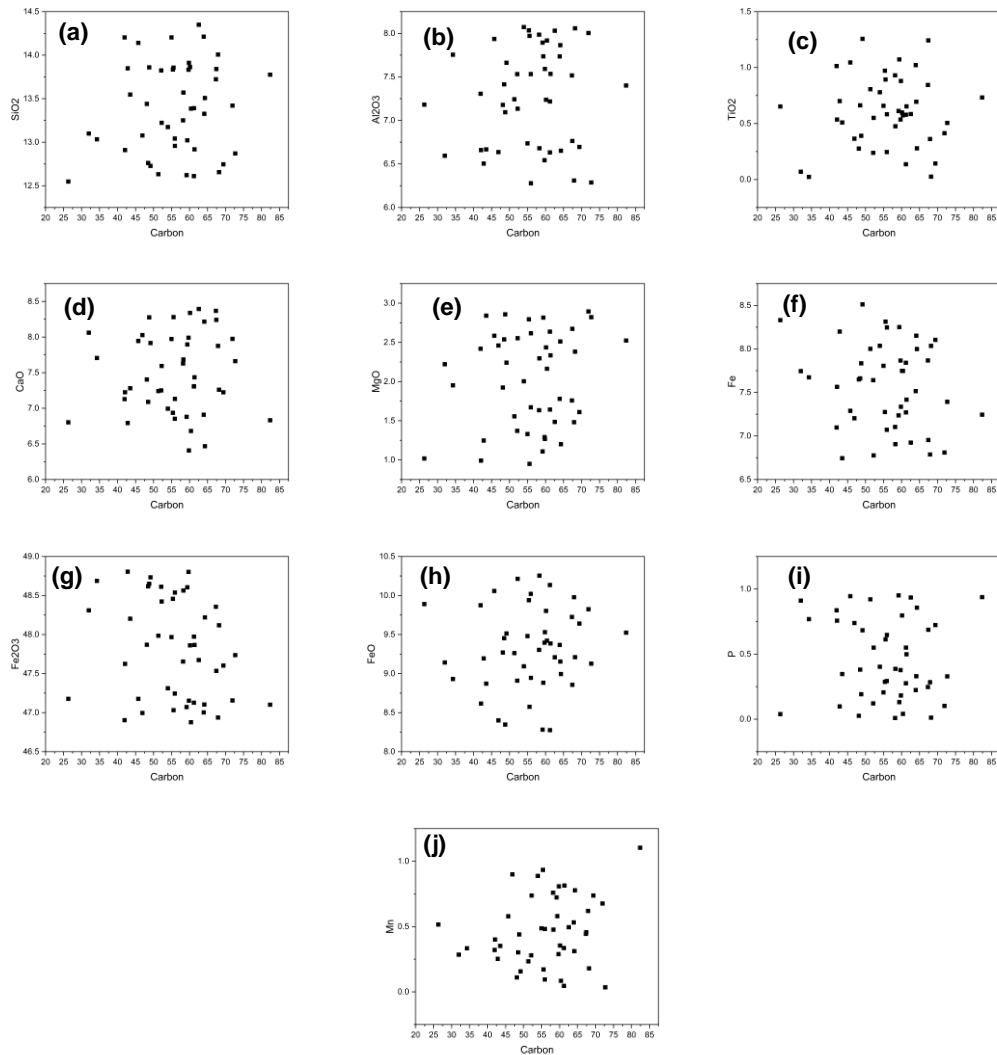 (a)
SiO2
14.5
14.0
13.5
13.0
12.5
20 25 30 35 40 45 50 55 60 65 70 75 80 85
Carbon
(b)
Al2O3
8.0
7.5
7.0
6.5
6.0
20 25 30 35 40 45 50 55 60 65 70 75 80 85
Carbon
(c)
TiO2
1.5
1.0
0.5
0.0
20 25 30 35 40 45 50 55 60 65 70 75 80 85
Carbon
(d)
CaO
8.5
8.0
7.5
7.0
6.5
6.0
20 25 30 35 40 45 50 55 60 65 70 75 80 85
Carbon
(e)
MgO
3.0
2.5
2.0
1.5
1.0
20 25 30 35 40 45 50 55 60 65 70 75 80 85
Carbon
(f)
Fe
8.5
8.0
7.5
7.0
6.5
20 25 30 35 40 45 50 55 60 65 70 75 80 85
Carbon
(g)
Fe2O3
49.0
48.5
48.0
47.5
47.0
46.5
20 25 30 35 40 45 50 55 60 65 70 75 80 85
Carbon
(h)
FeO
10.5
10.0
9.5
9.0
8.5
8.0
20 25 30 35 40 45 50 55 60 65 70 75 80 85
Carbon
(i)
P
1.0
0.5
0.0
20 25 30 35 40 45 50 55 60 65 70 75 80 85
Carbon
(j)
Mn
1.0
0.5
0.0
20 25 30 35 40 45 50 55 60 65 70 75 80 85
Carbon